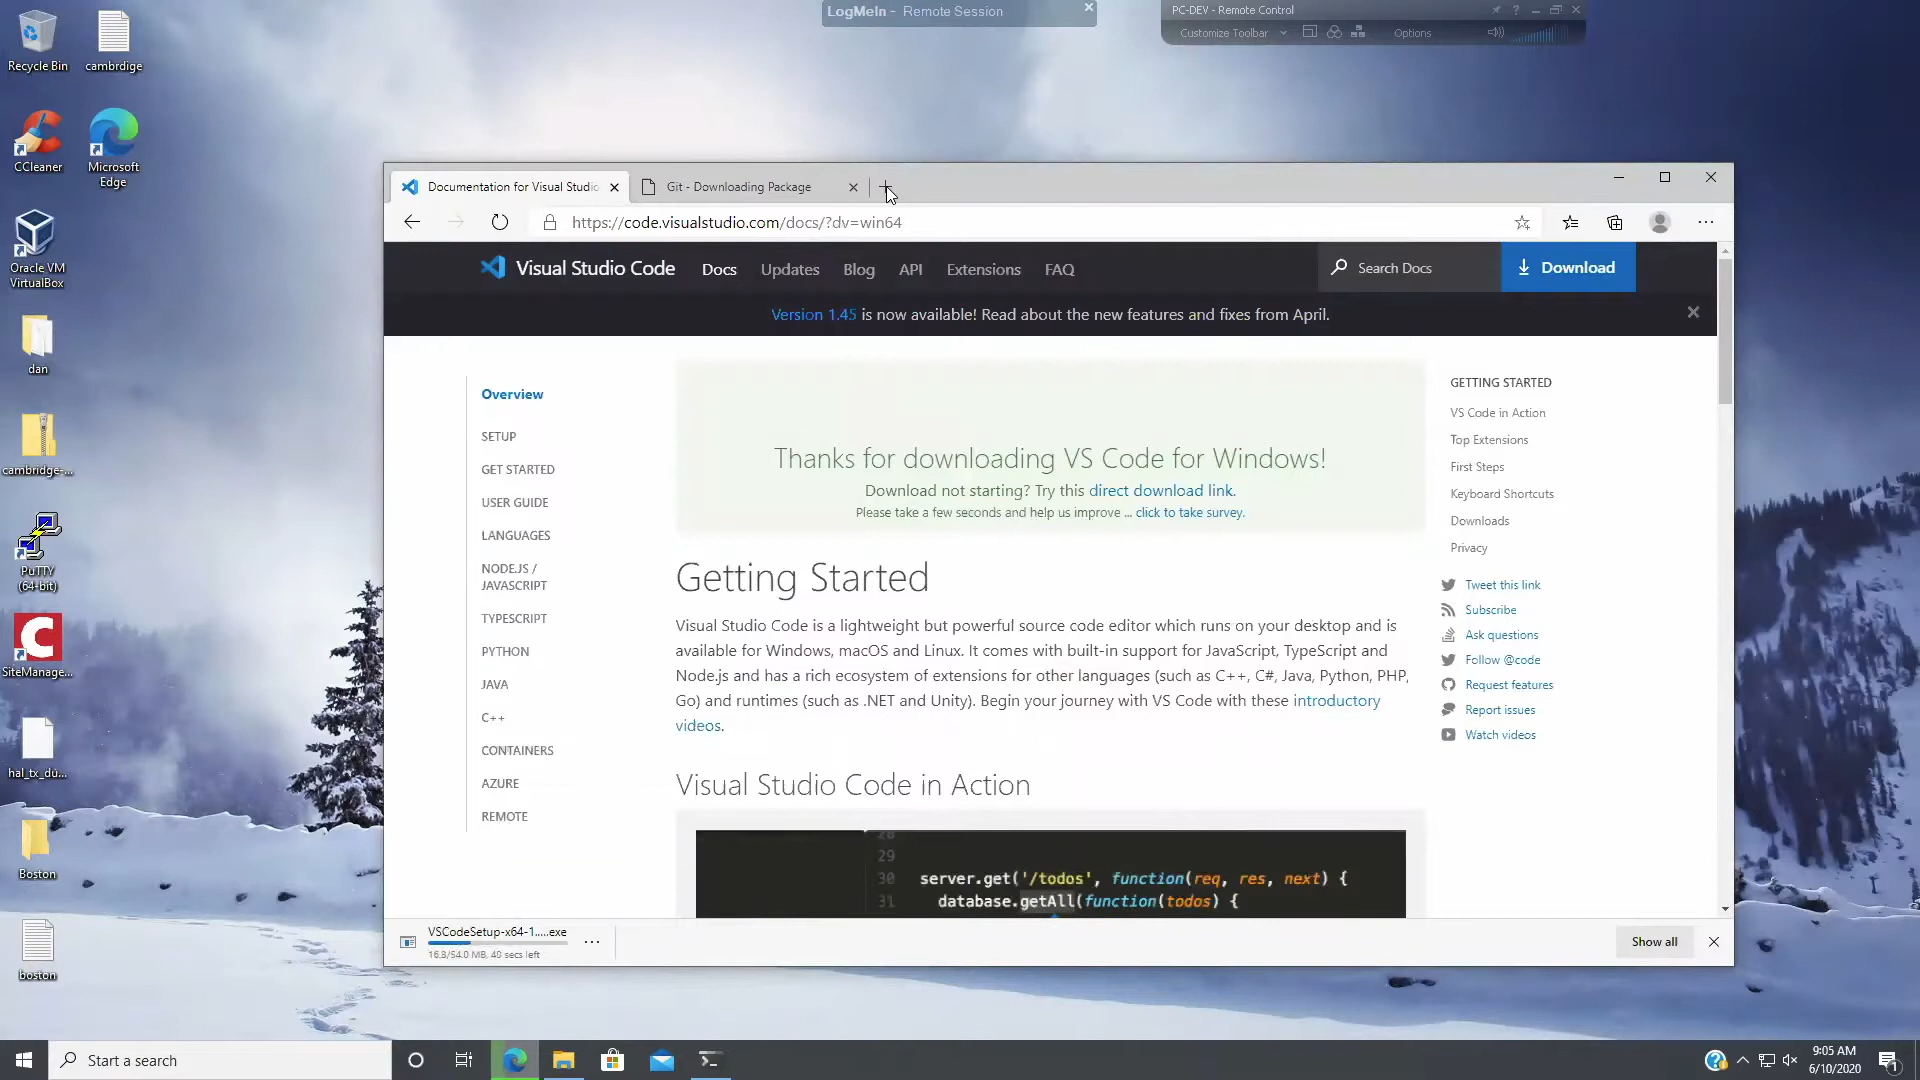 LogMeIn - Remote Session
PC-DEV - Remote Control
Customize Toolbar
Options
Recycle Bin
cambrdige
CCleaner
Microsoft
Edge
Oracle VM
VirtualBox
dan
cambridge-...
PuTTY
(64-bit)
SiteManage...
hal_tx_du...
Boston
boston
Documentation for Visual Studio
Git - Downloading Package
https://code.visualstudio.com/docs/?dv=win64
Visual Studio Code
Docs
Updates
Blog
API
Extensions
FAQ
Search Docs
Download
Version 1.45 is now available! Read about the new features and fixes from April.
Overview
SETUP
GET STARTED
USER GUIDE
LANGUAGES
NODE.JS /
JAVASCRIPT
TYPESCRIPT
PYTHON
JAVA
C++
CONTAINERS
AZURE
REMOTE
Thanks for downloading VS Code for Windows!
Download not starting? Try this direct download link.
Please take a few seconds and help us improve ... click to take survey.
Getting Started
Visual Studio Code is a lightweight but powerful source code editor which runs on your desktop and is
available for Windows, macOS and Linux. It comes with built-in support for JavaScript, TypeScript and
Node.js and has a rich ecosystem of extensions for other languages (such as C++, C#, Java, Python, PHP,
Go) and runtimes (such as .NET and Unity). Begin your journey with VS Code with these introductory
videos.
Visual Studio Code in Action
29
30 server.get('/todos', function(req, res, next) {
31 database.getAll(function(todos) {
GETTING STARTED
VS Code in Action
Top Extensions
First Steps
Keyboard Shortcuts
Downloads
Privacy
Tweet this link
Subscribe
Ask questions
Follow @code
Request features
Report issues
Watch videos
VSCodeSetup-x64-1.....exe
16.8/54.0 MB, 40 secs left
Show all
Start a search
9:05 AM
6/10/2020
1